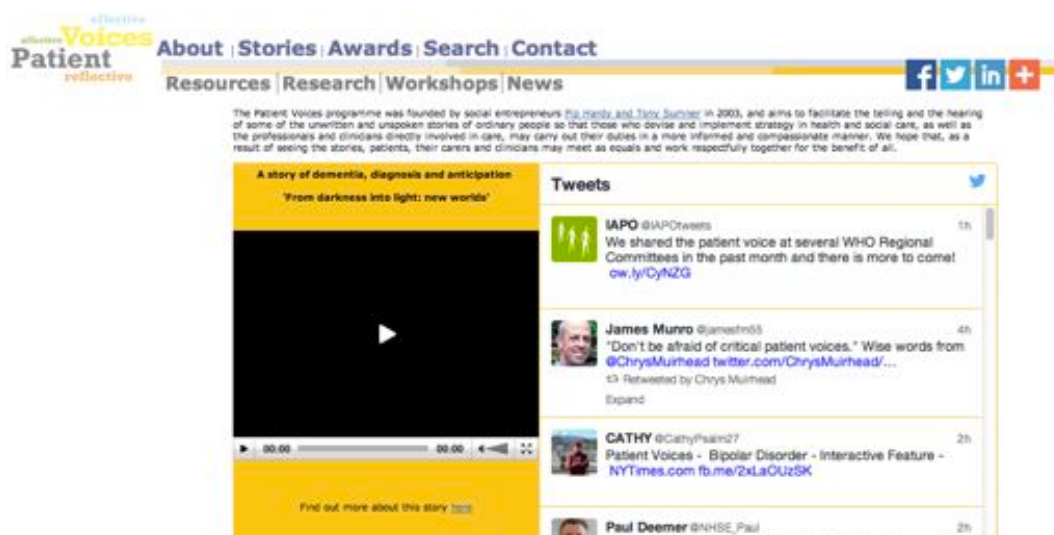 effective
affective Voices
Patient
reflective
About | Stories | Awards | Search | Contact
Resources | Research | Workshops | News
The Patient Voices programme was founded by social entrepreneurs Pip Hardy and Tony Sumner in 2003, and aims to facilitate the telling and the hearing
of some of the unwritten and unspoken stories of ordinary people so that those who devise and implement strategy in health and social care, as well as
the professionals and clinicians directly involved in care, may carry out their duties in a more informed and compassionate manner. We hope that, as a
result of seeing the stories, patients, their carers and clinicians may meet as equals and work respectfully together for the benefit of all.
A story of dementia, diagnosis and anticipation
'From darkness into light: new worlds'
00:00 00:00
Find out more about this story here
Tweets
IAPO @IAPOtweets 1h
We shared the patient voice at several WHO Regional
Committees in the past month and there is more to come!
ow.ly/CyNZG
James Munro @jamesfm55 4h
"Don't be afraid of critical patient voices." Wise words from
@ChrysMuirhead twitter.com/ChrysMuirhead/...
Retweeted by Chrys Muirhead
Expand
CATHY @CathyPsalm27 2h
Patient Voices - Bipolar Disorder - Interactive Feature -
NYTimes.com fb.me/2xLaOUzSK
Paul Deemer @NHSE_Paul 2h